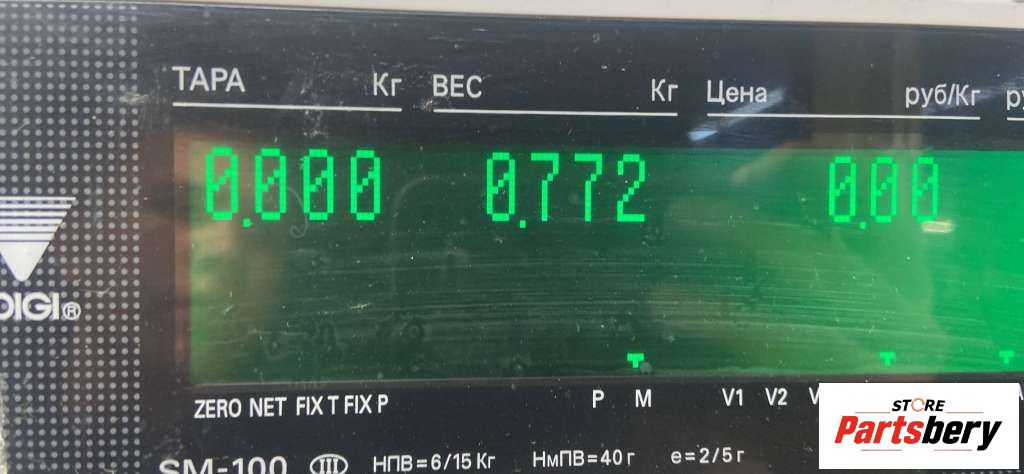 ТАРА Кг ВЕС Кг Цена руб/Кг
0.000 0.772 0.00
DIGI®
ZERO NET FIX T FIX P P M V1 V2
SM-100 III НПВ=6/15 Кг НмПВ=40 г e=2/5 г
STORE
Partsbery